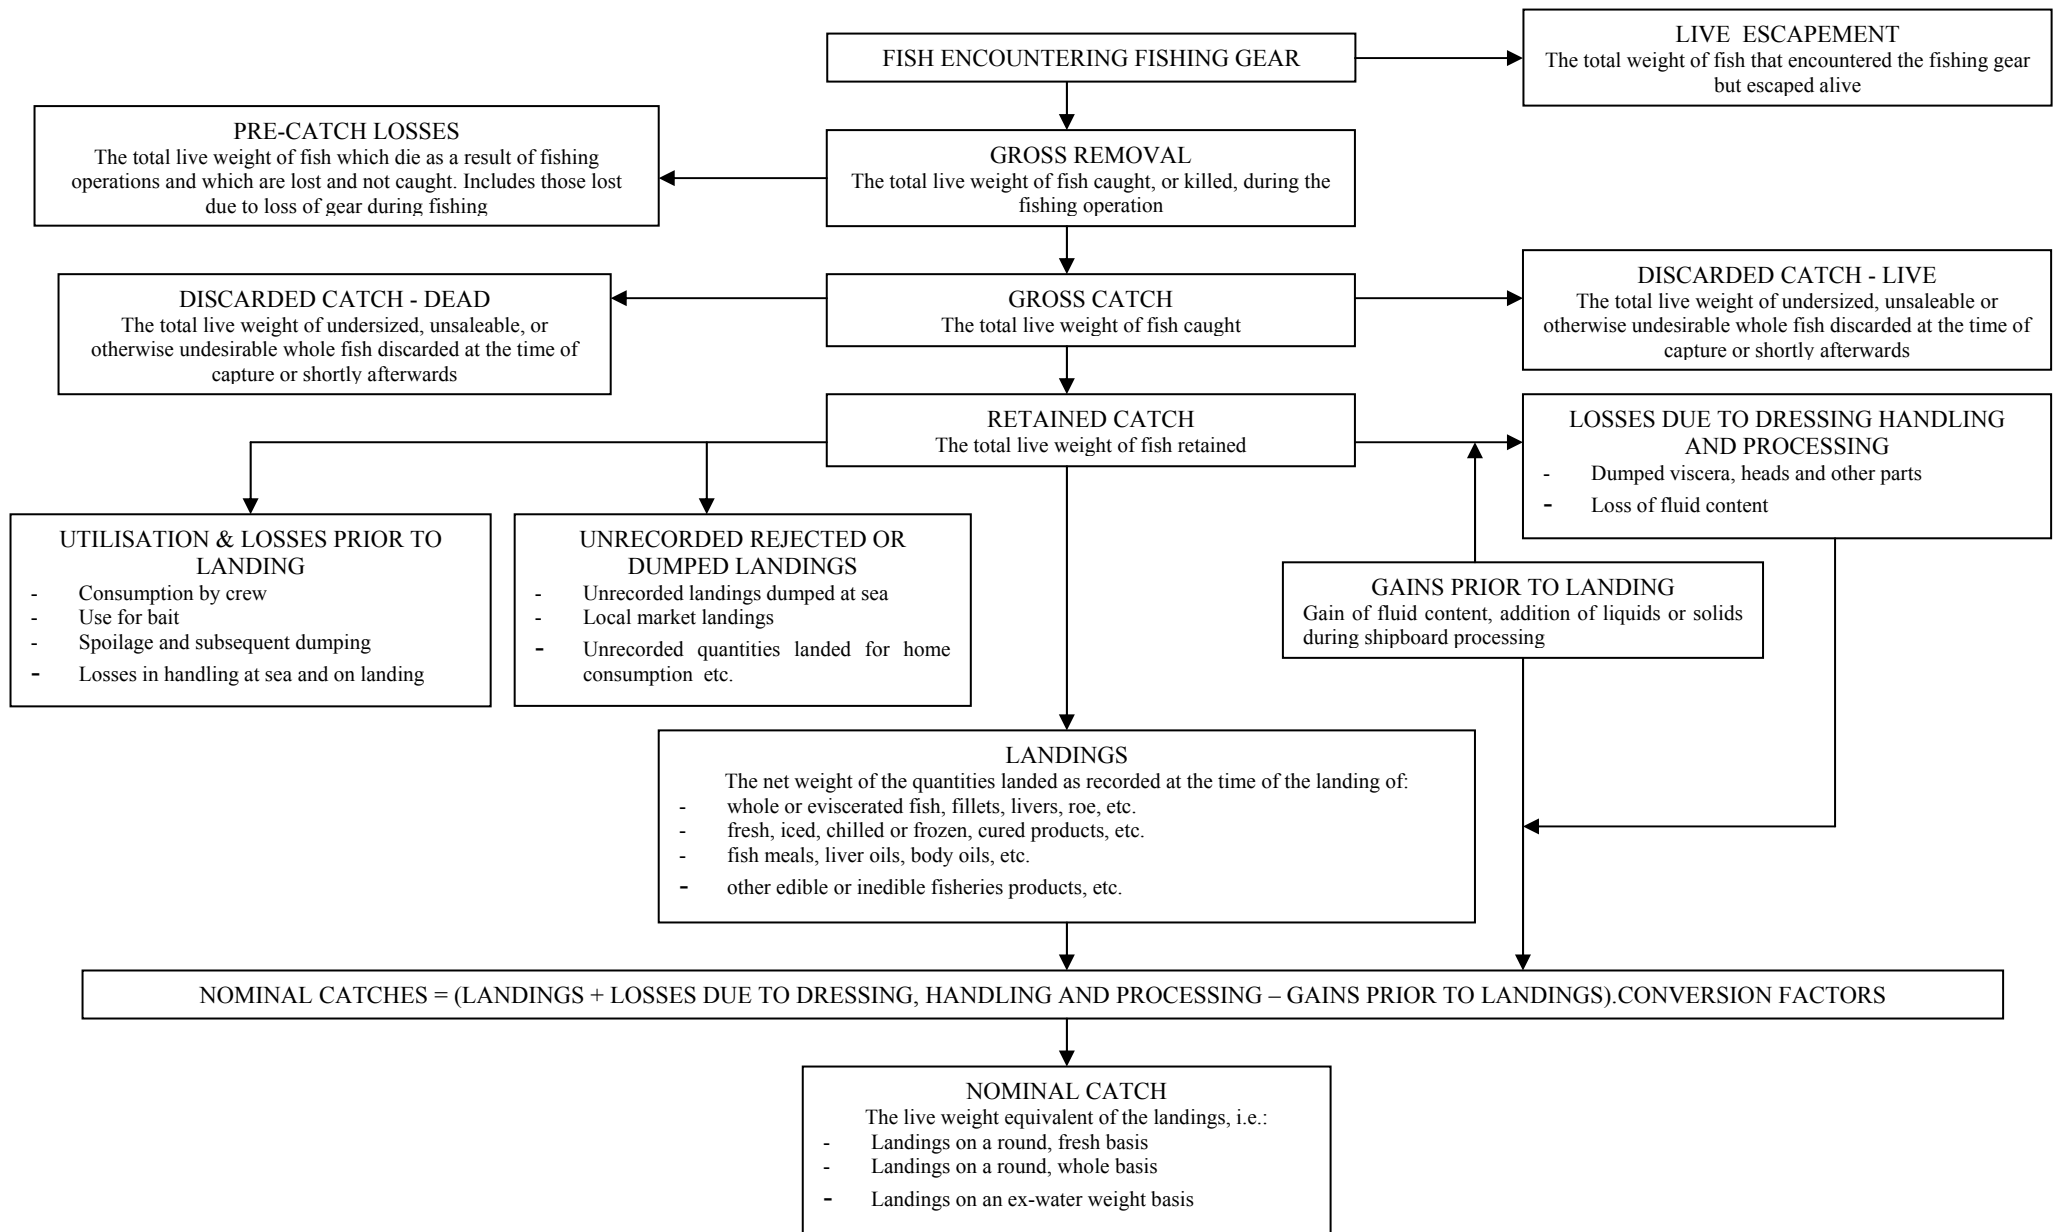 FISH ENCOUNTERING FISHING GEAR
LIVE ESCAPEMENT
The total weight of fish that encountered the fishing gear
but escaped alive
PRE-CATCH LOSSES
The total live weight of fish which die as a result of fishing
operations and which are lost and not caught. Includes those lost
due to loss of gear during fishing
GROSS REMOVAL
The total live weight of fish caught, or killed, during the
fishing operation
DISCARDED CATCH - DEAD
The total live weight of undersized, unsaleable, or
otherwise undesirable whole fish discarded at the time of
capture or shortly afterwards
GROSS CATCH
The total live weight of fish caught
DISCARDED CATCH - LIVE
The total live weight of undersized, unsaleable or
otherwise undesirable whole fish discarded at the time of
capture or shortly afterwards
RETAINED CATCH
The total live weight of fish retained
LOSSES DUE TO DRESSING HANDLING
AND PROCESSING
- Dumped viscera, heads and other parts
- Loss of fluid content
UTILISATION & LOSSES PRIOR TO
LANDING
- Consumption by crew
- Use for bait
- Spoilage and subsequent dumping
- Losses in handling at sea and on landing
UNRECORDED REJECTED OR
DUMPED LANDINGS
- Unrecorded landings dumped at sea
- Local market landings
- Unrecorded quantities landed for home
consumption etc.
GAINS PRIOR TO LANDING
Gain of fluid content, addition of liquids or solids
during shipboard processing
LANDINGS
The net weight of the quantities landed as recorded at the time of the landing of:
- whole or eviscerated fish, fillets, livers, roe, etc.
- fresh, iced, chilled or frozen, cured products, etc.
- fish meals, liver oils, body oils, etc.
- other edible or inedible fisheries products, etc.
NOMINAL CATCHES = (LANDINGS + LOSSES DUE TO DRESSING, HANDLING AND PROCESSING – GAINS PRIOR TO LANDINGS).CONVERSION FACTORS
NOMINAL CATCH
The live weight equivalent of the landings, i.e.:
- Landings on a round, fresh basis
- Landings on a round, whole basis
- Landings on an ex-water weight basis